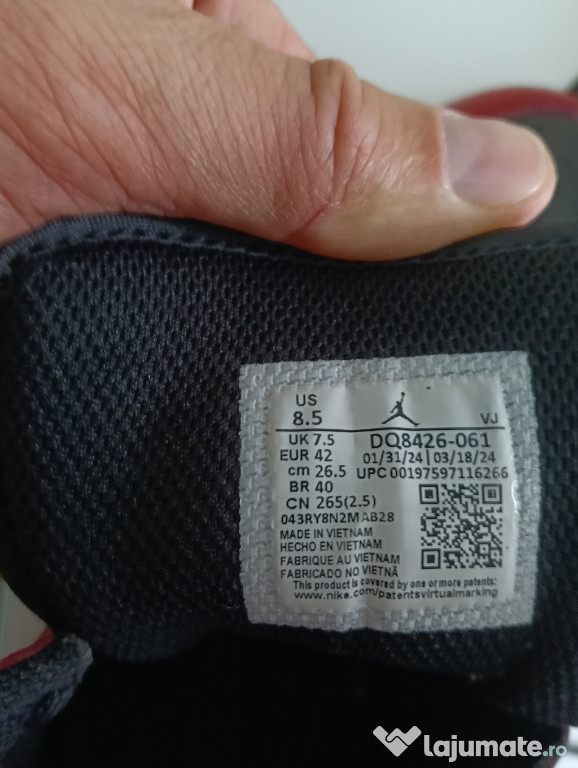 US
8.5
VJ
UK 7.5
DQ8426-061
EUR 42
01/31/24 03/18/24
cm 26.5
UPC 00197597116266
BR 40
CN 265(2.5)
043RY8N2MAB28
MADE IN VIETNAM
HECHO EN VIETNAM
FABRIQUE AU VIETNAM
FABRICADO NO VIETNÃ
This product is covered by one or more patents:
www.nike.com/patentsvirtualmarking
lajumate.ro